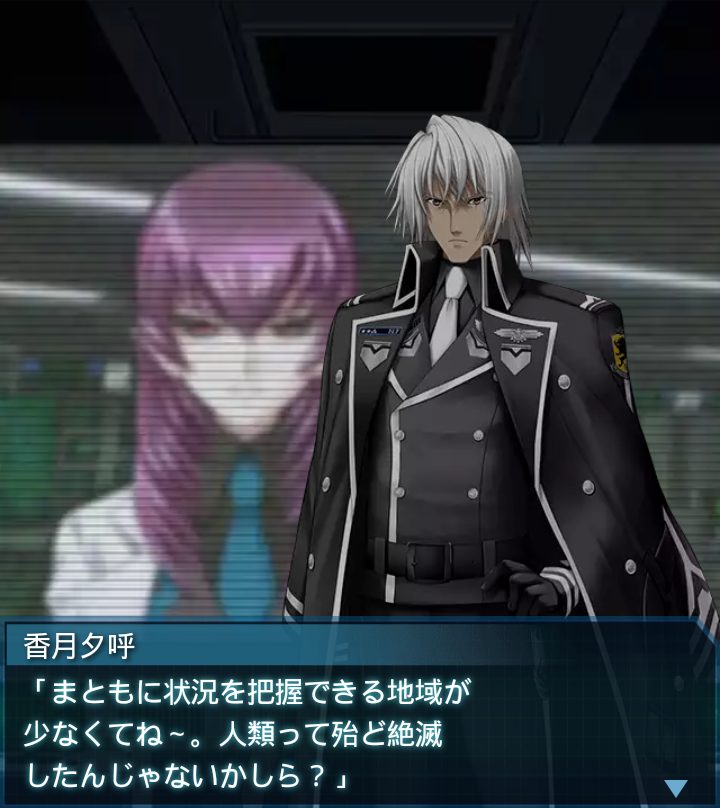 香月夕呼
「まともに状況を把握できる地域が
少なくてね～。人類って殆ど絶滅
したんじゃないかしら？」